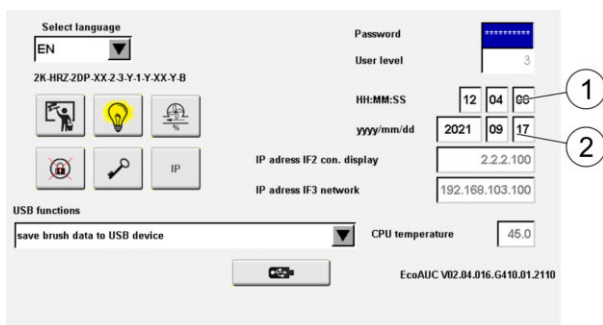 Select language
EN
2K-HRZ-2DP-XX-2-3-Y-1-Y-XX-Y-B
%
IP
USB functions
save brush data to USB device
Password
**********
User level 3
HH:MM:SS 12 04
yyyy/mm/dd 2021 09 17
IP adress IF2 con. display 2.2.2.100
IP adress IF3 network 192.168.103.100
CPU temperature 45.0
EcoAUC V02.04.016.G410.01.2110
1
2